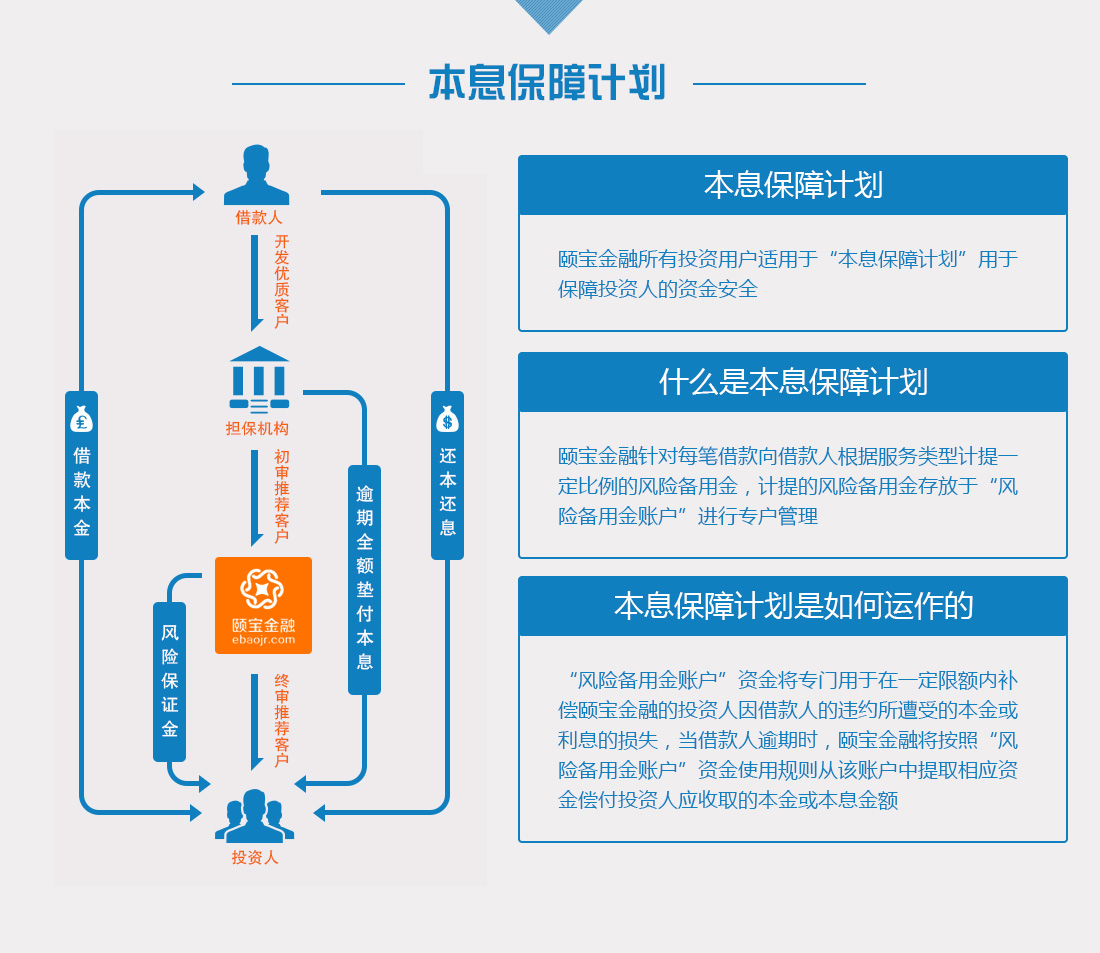 本息保障计划
借款人
开发优质客户
担保机构
初审推荐客户
颐宝金融
ebaojr.com
终审推荐客户
投资人
借款本金
风险保证金
逾期全额垫付本息
还本还息
本息保障计划
颐宝金融所有投资用户适用于“本息保障计划”用于
保障投资人的资金安全
什么是本息保障计划
颐宝金融针对每笔借款向借款人根据服务类型计提一
定比例的风险备用金，计提的风险备用金存放于“风
险备用金账户”进行专户管理
本息保障计划是如何运作的
“风险备用金账户”资金将专门用于在一定限额内补
偿颐宝金融的投资人因借款人的违约所遭受的本金或
利息的损失，当借款人逾期时，颐宝金融将按照“风
险备用金账户”资金使用规则从该账户中提取相应资
金偿付投资人应收取的本金或本息金额